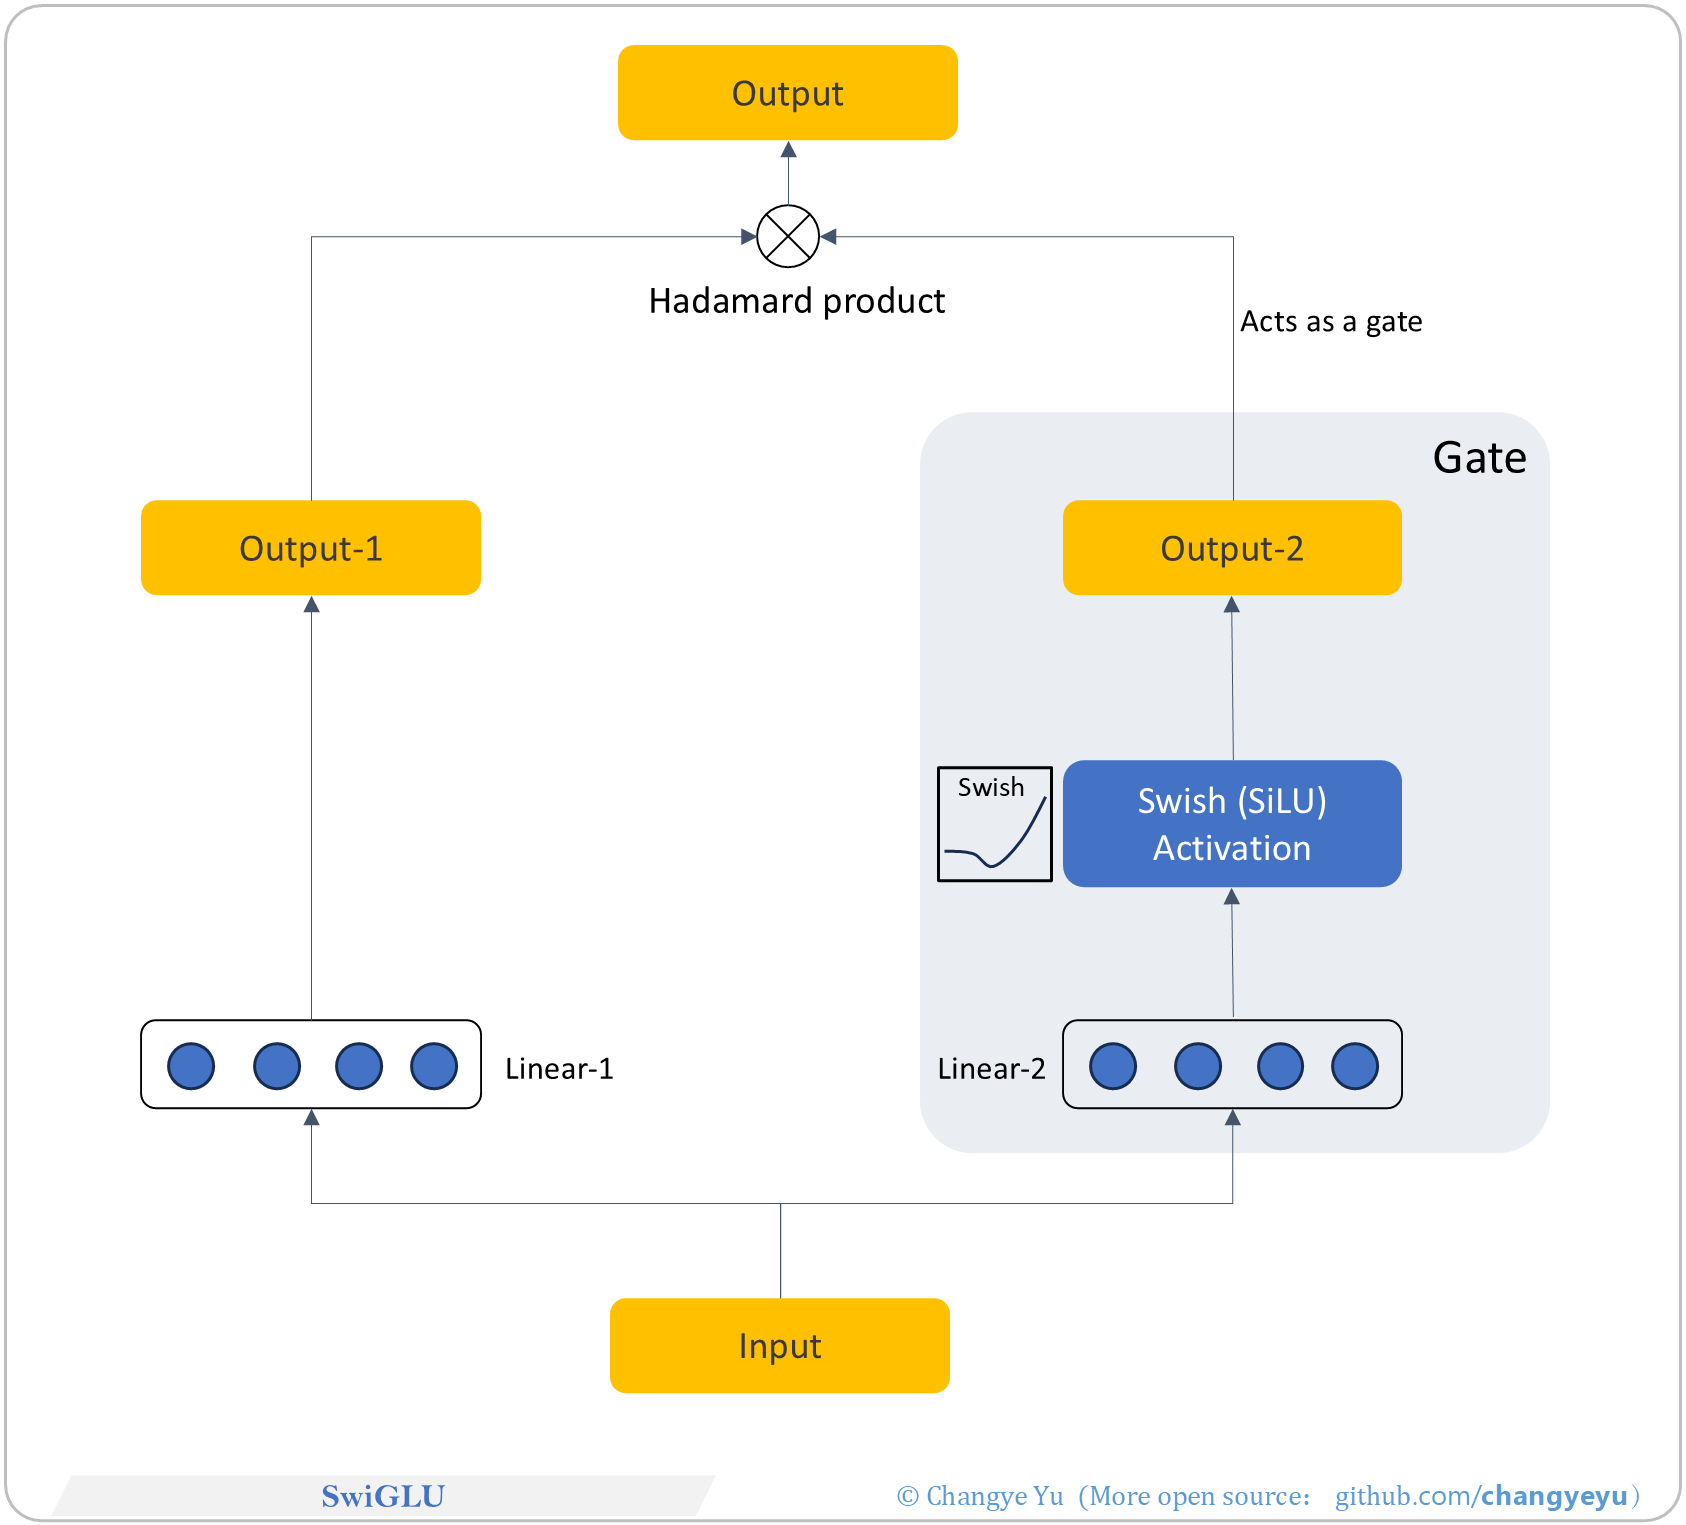 Output
Hadamard product
Acts as a gate
Gate
Output-1
Output-2
Swish
Swish (SiLU)
Activation
Linear-1
Linear-2
Input
SwiGLU
© Changye Yu (More open source： github.com/changyeyu）